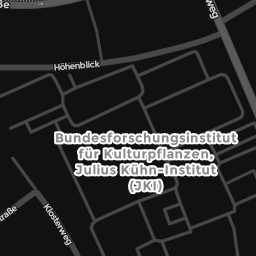 Höhenblick
Bundesforschungsinstitut
für Kulturpflanzen,
Julius Kühn-Institut
(JKI)
Klosterweg